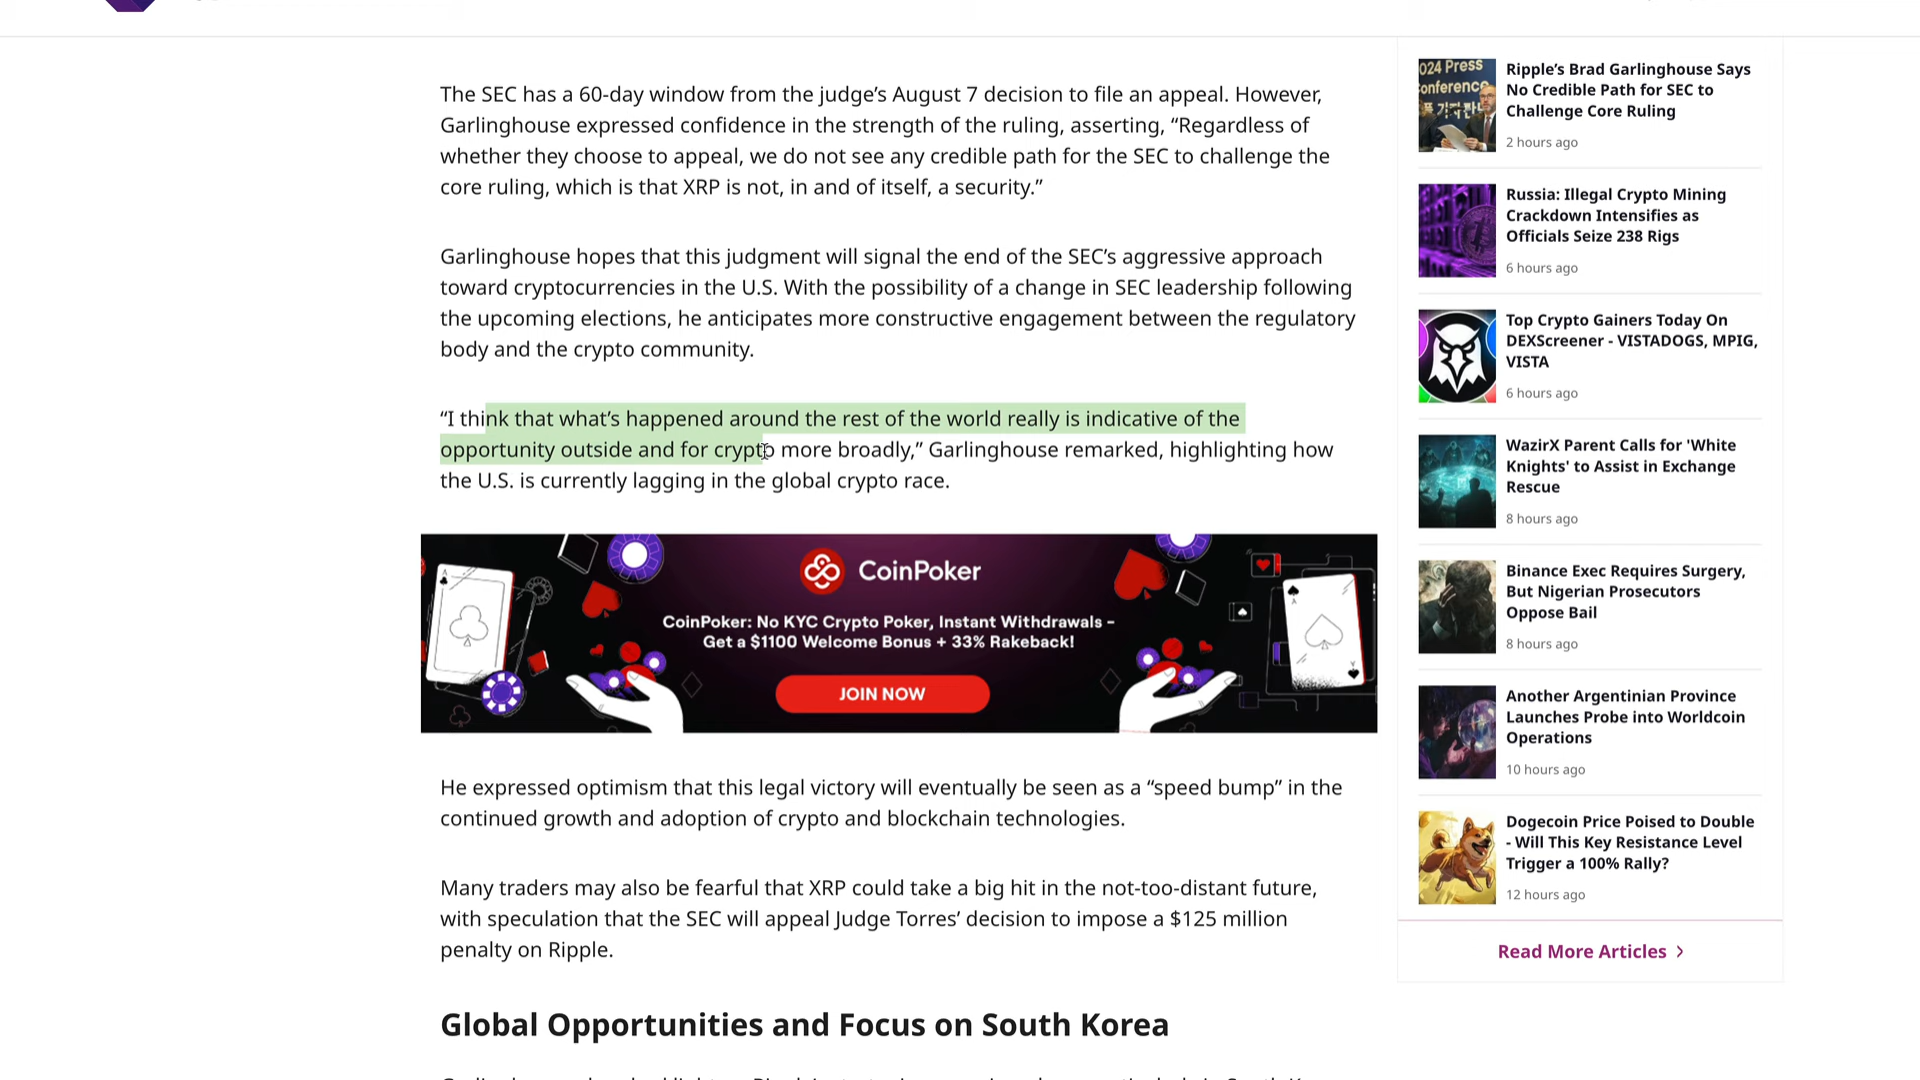 The SEC has a 60-day window from the judge’s August 7 decision to file an appeal. However,
Garlinghouse expressed confidence in the strength of the ruling, asserting, “Regardless of
whether they choose to appeal, we do not see any credible path for the SEC to challenge the
core ruling, which is that XRP is not, in and of itself, a security.”
Garlinghouse hopes that this judgment will signal the end of the SEC’s aggressive approach
toward cryptocurrencies in the U.S. With the possibility of a change in SEC leadership following
the upcoming elections, he anticipates more constructive engagement between the regulatory
body and the crypto community.
“I think that what’s happened around the rest of the world really is indicative of the
opportunity outside and for crypto more broadly,” Garlinghouse remarked, highlighting how
the U.S. is currently lagging in the global crypto race.
CoinPoker
CoinPoker: No KYC Crypto Poker, Instant Withdrawals –
Get a $1100 Welcome Bonus + 33% Rakeback!
JOIN NOW
He expressed optimism that this legal victory will eventually be seen as a “speed bump” in the
continued growth and adoption of crypto and blockchain technologies.
Many traders may also be fearful that XRP could take a big hit in the not-too-distant future,
with speculation that the SEC will appeal Judge Torres’ decision to impose a $125 million
penalty on Ripple.
Global Opportunities and Focus on South Korea
024 Press
onference
Ripple’s Brad Garlinghouse Says
No Credible Path for SEC to
Challenge Core Ruling
2 hours ago
Russia: Illegal Crypto Mining
Crackdown Intensifies as
Officials Seize 238 Rigs
6 hours ago
Top Crypto Gainers Today On
DEXScreener - VISTADOGS, MPIG,
VISTA
6 hours ago
WazirX Parent Calls for 'White
Knights' to Assist in Exchange
Rescue
8 hours ago
Binance Exec Requires Surgery,
But Nigerian Prosecutors
Oppose Bail
8 hours ago
Another Argentinian Province
Launches Probe into Worldcoin
Operations
10 hours ago
Dogecoin Price Poised to Double
- Will This Key Resistance Level
Trigger a 100% Rally?
12 hours ago
Read More Articles